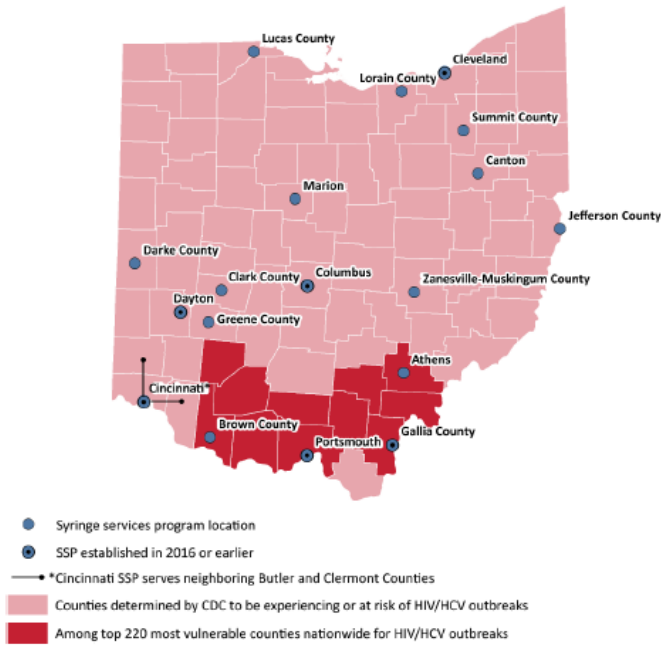 Lucas County
Cleveland
Lorain County
Summit County
Canton
Marion
Jefferson County
Darke County
Clark County
Columbus
Zanesville-Muskingum County
Dayton
Greene County
Athens
Cincinnati*
Brown County
Gallia County
Portsmouth
Syringe services program location
SSP established in 2016 or earlier
*Cincinnati SSP serves neighboring Butler and Clermont Counties
Counties determined by CDC to be experiencing or at risk of HIV/HCV outbreaks
Among top 220 most vulnerable counties nationwide for HIV/HCV outbreaks